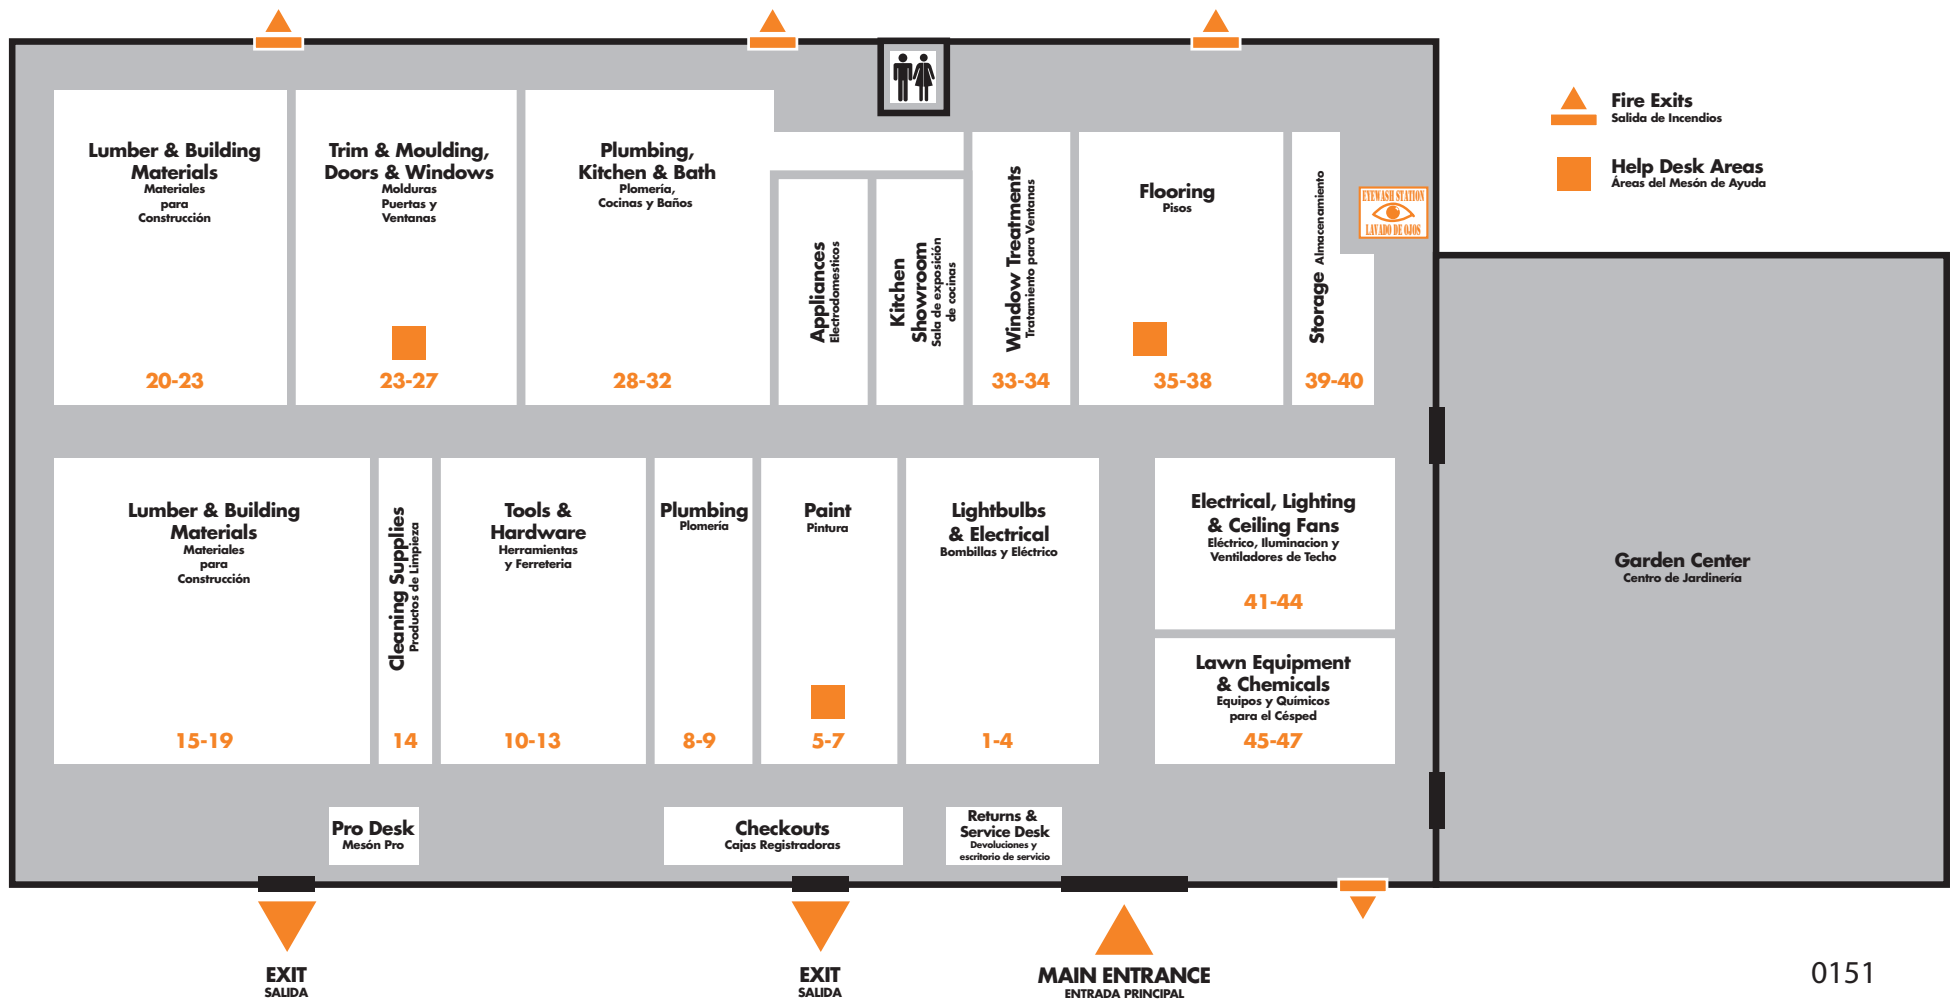 Fire Exits
Salida de Incendios
Help Desk Areas
Áreas del Mesón de Ayuda
Lumber & Building
Materials
Materiales
para
Construcción
20-23
Trim & Moulding,
Doors & Windows
Molduras
Puertas y
Ventanas
23-27
Plumbing,
Kitchen & Bath
Plomería,
Cocinas y Baños
28-32
Appliances
Electrodomesticos
Kitchen
Showroom
Sala de exposición
de cocinas
Window Treatments
Tratamiento para Ventanas
33-34
Flooring
Pisos
35-38
Storage Almacenamiento
39-40
EYEWASH STATION
LAVADO DE OJOS
Lumber & Building
Materials
Materiales
para
Construcción
15-19
Cleaning Supplies
Productos de Limpieza
14
Tools &
Hardware
Herramientas
y Ferreteria
10-13
Plumbing
Plomería
8-9
Paint
Pintura
5-7
Lightbulbs
& Electrical
Bombillas y Eléctrico
1-4
Electrical, Lighting
& Ceiling Fans
Eléctrico, Iluminacion y
Ventiladores de Techo
41-44
Lawn Equipment
& Chemicals
Equipos y Químicos
para el Césped
45-47
Garden Center
Centro de Jardinería
Pro Desk
Mesón Pro
Checkouts
Cajas Registradoras
Returns &
Service Desk
Devoluciones y
escritorio de servicio
EXIT
SALIDA
EXIT
SALIDA
MAIN ENTRANCE
ENTRADA PRINCIPAL
0151